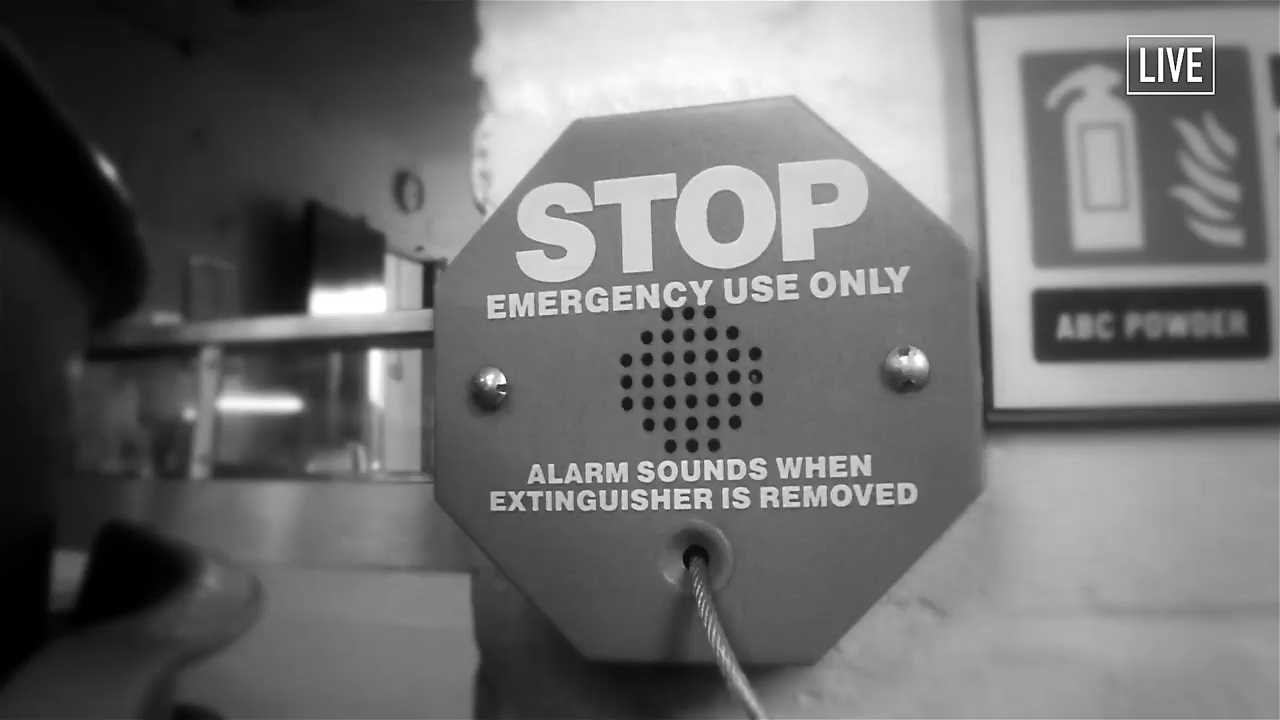 LIVE
STOP
EMERGENCY USE ONLY
ALARM SOUNDS WHEN
EXTINGUISHER IS REMOVED
ABC POWDER